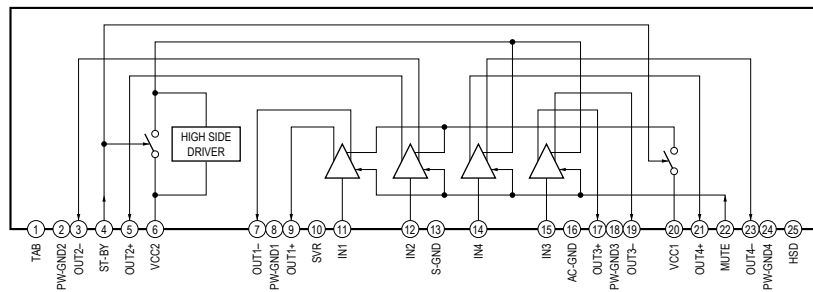 HIGH SIDE
DRIVER
1 2 3 4 5 6 7 8 9 10 11 12 13 14 15 16 17 18 19 20 21 22 23 24 25
TAB
PW-GND2
OUT2–
ST-BY
OUT2+
VCC2
OUT1–
PW-GND1
OUT1+
SVR
IN1
IN2
S-GND
IN4
IN3
AC-GND
OUT3+
PW-GND3
OUT3–
VCC1
OUT4+
MUTE
OUT4–
PW-GND4
HSD